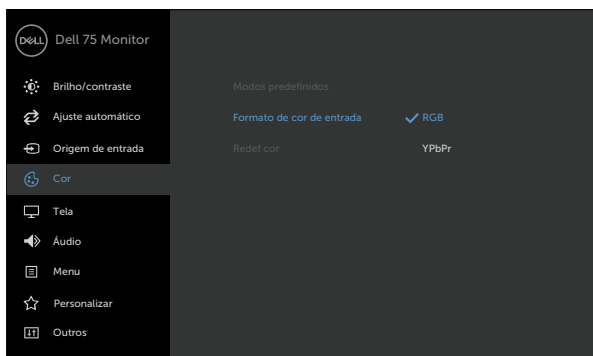 DELL Dell 75 Monitor
Brilho/contraste
Modos predefinidos
Ajuste automático
Formato de cor de entrada
RGB
Origem de entrada
Redef cor
YPbPr
Cor
Tela
Áudio
Menu
Personalizar
Outros